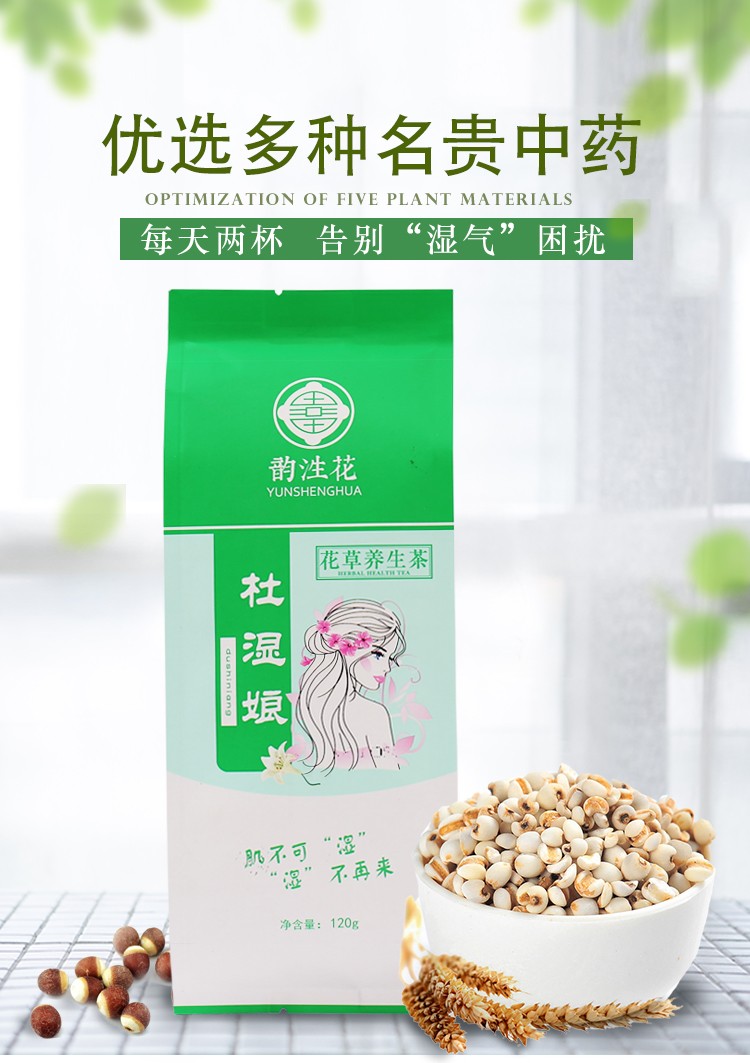 优选多种名贵中药
OPTIMIZATION OF FIVE PLANT MATERIALS
每天两杯 告别“湿气”困扰
韵泩花
YUNSHENGHUA
花草养生茶
HERBAL HEALTH TEA
杜湿娘
dushiniang
肌不可“湿”
“湿”不再来
净含量：120g